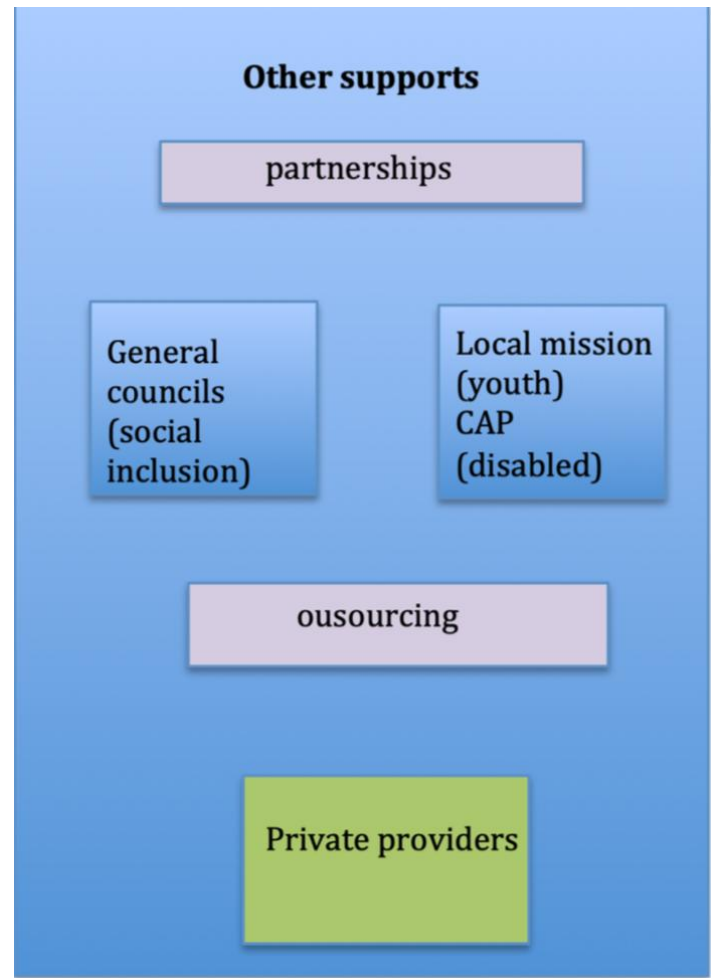 Other supports
partnerships
General
councils
(social
inclusion)
Local mission
(youth)
CAP
(disabled)
ousourcing
Private providers